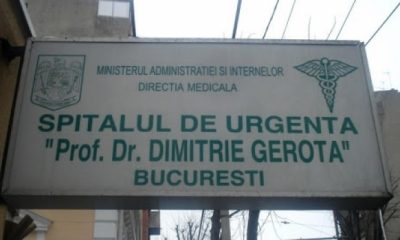 MINISTERUL ADMINISTRATIEI SI INTERNELOR
DIRECTIA MEDICALA
SPITALUL DE URGENTA
"Prof. Dr. DIMITRIE GEROTA"
BUCURESTI